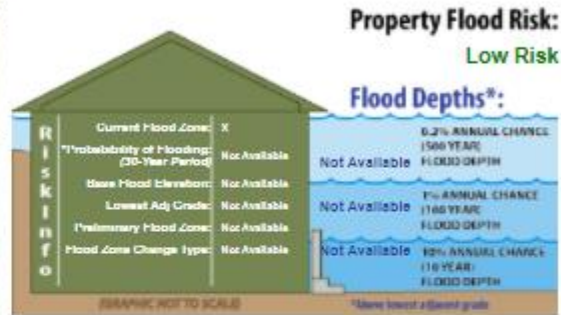 Property Flood Risk:
Low Risk
Flood Depths*:
Risk Info
Current Flood Zone: X
*Probability of Flooding: (30-Year Period) Not Available
Base Flood Elevation: Not Available
Lowest Adj Grade: Not Available
Preliminary Flood Zone: Not Available
Flood Zone Change Type: Not Available
Not Available
0.2% ANNUAL CHANCE
(500 YEAR)
FLOOD DEPTH
Not Available
1% ANNUAL CHANCE
(100 YEAR)
FLOOD DEPTH
Not Available
10% ANNUAL CHANCE
(10 YEAR)
FLOOD DEPTH
(GRAPHIC NOT TO SCALE)
*Above lowest adjacent grade